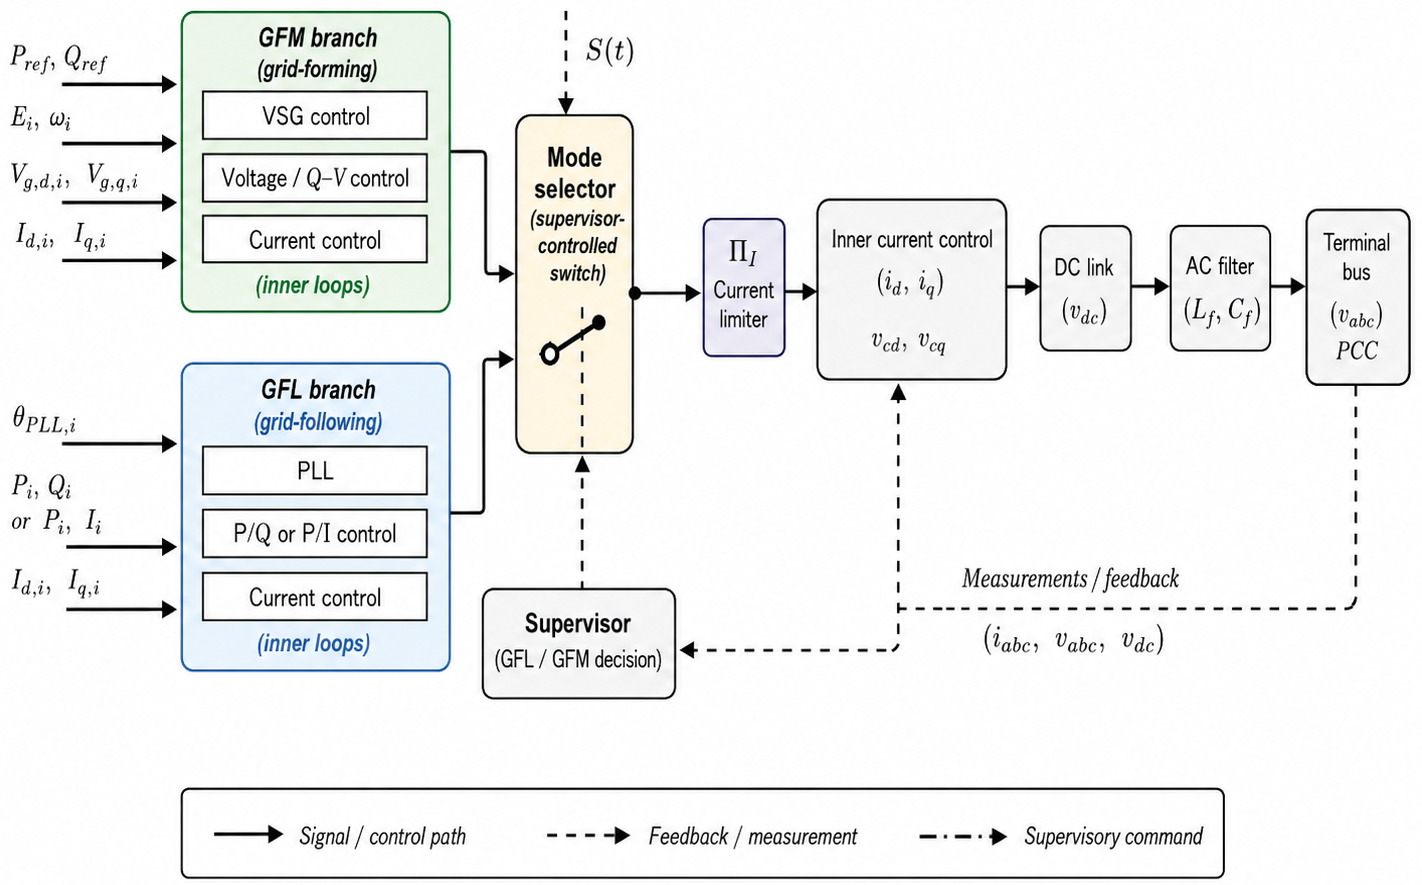 P_ref, Q_ref
E_i, ω_i
V_g,d,i, V_g,q,i
I_d,i, I_q,i
GFM branch
(grid-forming)
VSG control
Voltage / Q–V control
Current control
(inner loops)
θ_PLL,i
P_i, Q_i
or P_i, I_i
I_d,i, I_q,i
GFL branch
(grid-following)
PLL
P/Q or P/I control
Current control
(inner loops)
S(t)
Mode
selector
(supervisor-
controlled
switch)
Supervisor
(GFL / GFM decision)
Π_I
Current
limiter
Inner current control
(i_d, i_q)
v_cd, v_cq
DC link
(v_dc)
AC filter
(L_f, C_f)
Terminal
bus
(v_abc)
PCC
Measurements / feedback
(i_abc, v_abc, v_dc)
Signal / control path
Feedback / measurement
Supervisory command